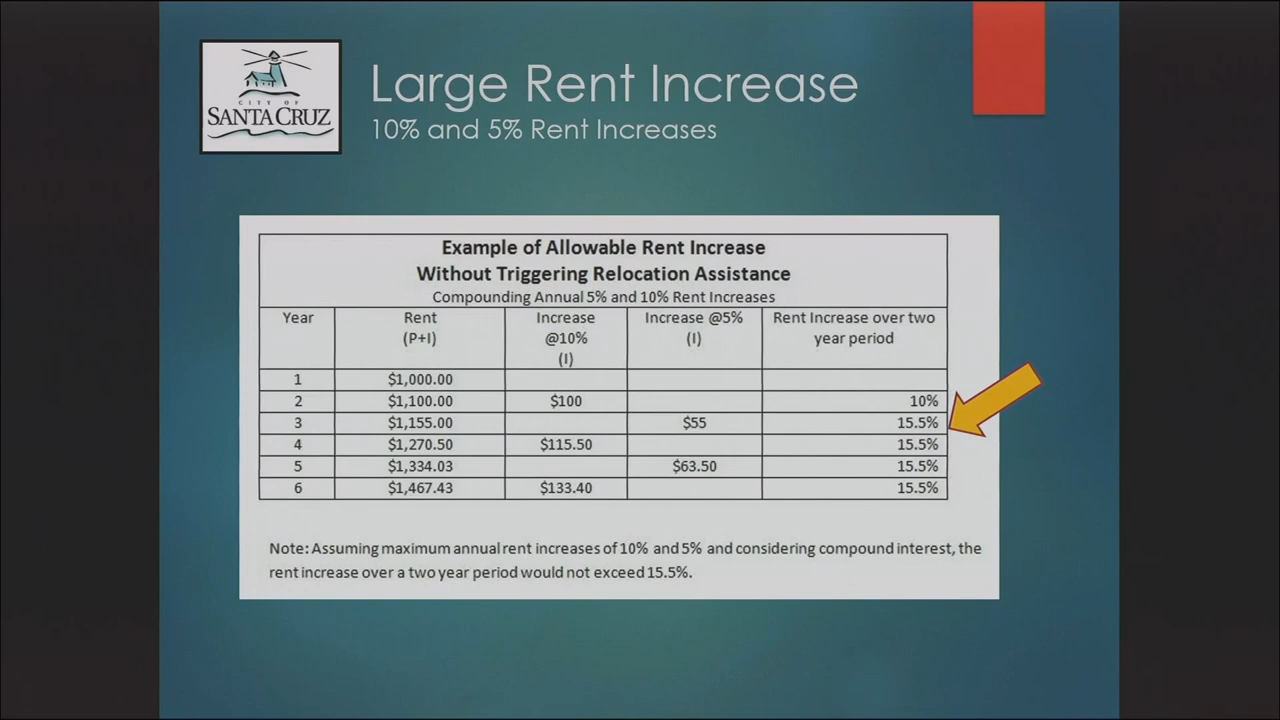 CITY OF
SANTA CRUZ
Large Rent Increase
10% and 5% Rent Increases
Example of Allowable Rent Increase
Without Triggering Relocation Assistance
Compounding Annual 5% and 10% Rent Increases
Year Rent Increase Increase @5% Rent Increase over two
(P+I) @10% (I) year period
(I)
1 $1,000.00
2 $1,100.00 $100 10%
3 $1,155.00 $55 15.5%
4 $1,270.50 $115.50 15.5%
5 $1,334.03 $63.50 15.5%
6 $1,467.43 $133.40 15.5%
Note: Assuming maximum annual rent increases of 10% and 5% and considering compound interest, the
rent increase over a two year period would not exceed 15.5%.